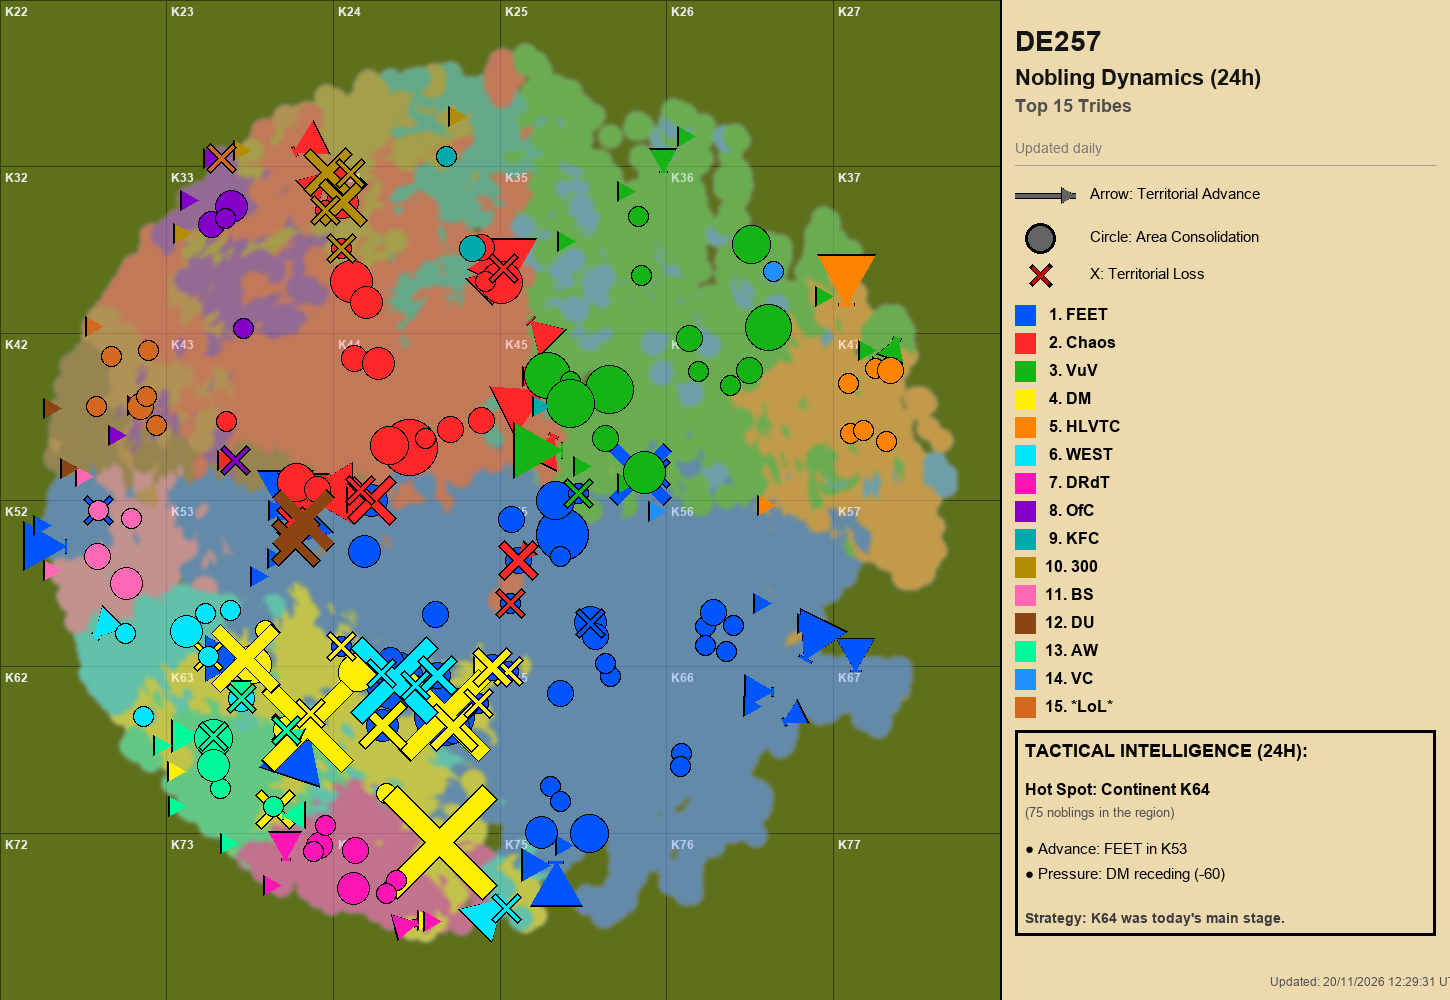 K22 K23 K24 K25 K26 K27
K32 K33 K35 K36 K37
K42 K43 K44 K45 K47
K52 K53 K56 K57
K62 K63 K66 K67
K72 K73 K75 K76 K77
DE257
Nobling Dynamics (24h)
Top 15 Tribes
Updated daily
Arrow: Territorial Advance
Circle: Area Consolidation
X: Territorial Loss
1. FEET
2. Chaos
3. VuV
4. DM
5. HLVTC
6. WEST
7. DRdT
8. OfC
9. KFC
10. 300
11. BS
12. DU
13. AW
14. VC
15. *LoL*
TACTICAL INTELLIGENCE (24H):
Hot Spot: Continent K64
(75 noblings in the region)
● Advance: FEET in K53
● Pressure: DM receding (-60)
Strategy: K64 was today's main stage.
Updated: 20/11/2026 12:29:31